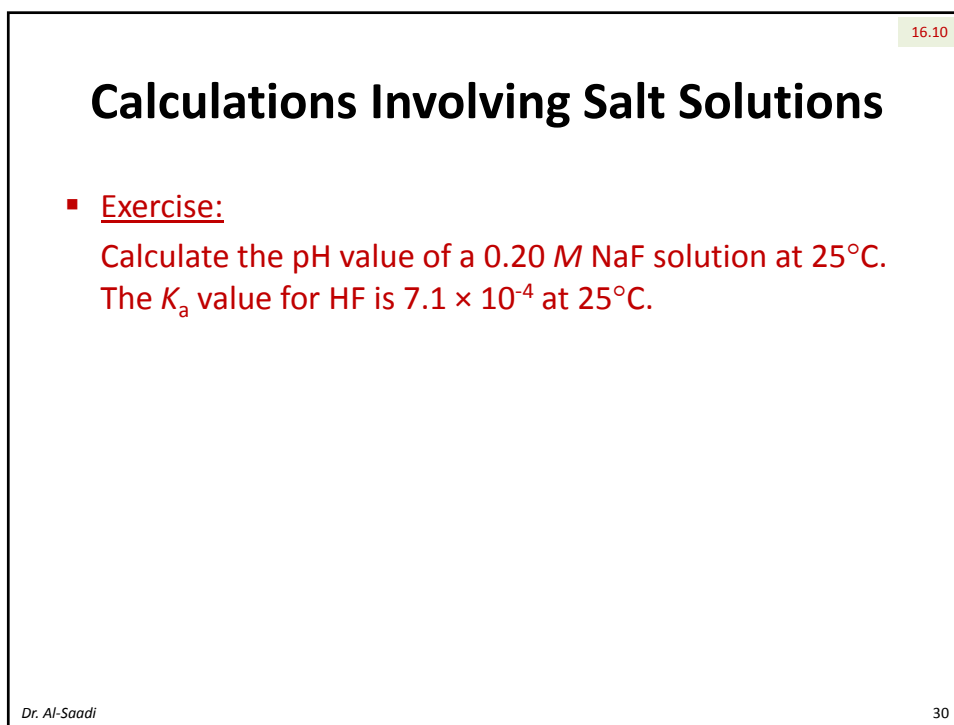 16.10
Calculations Involving Salt Solutions
▪ Exercise:
Calculate the pH value of a 0.20 M NaF solution at 25°C.
The Kₐ value for HF is 7.1 × 10⁻⁴ at 25°C.
Dr. Al-Saadi
30